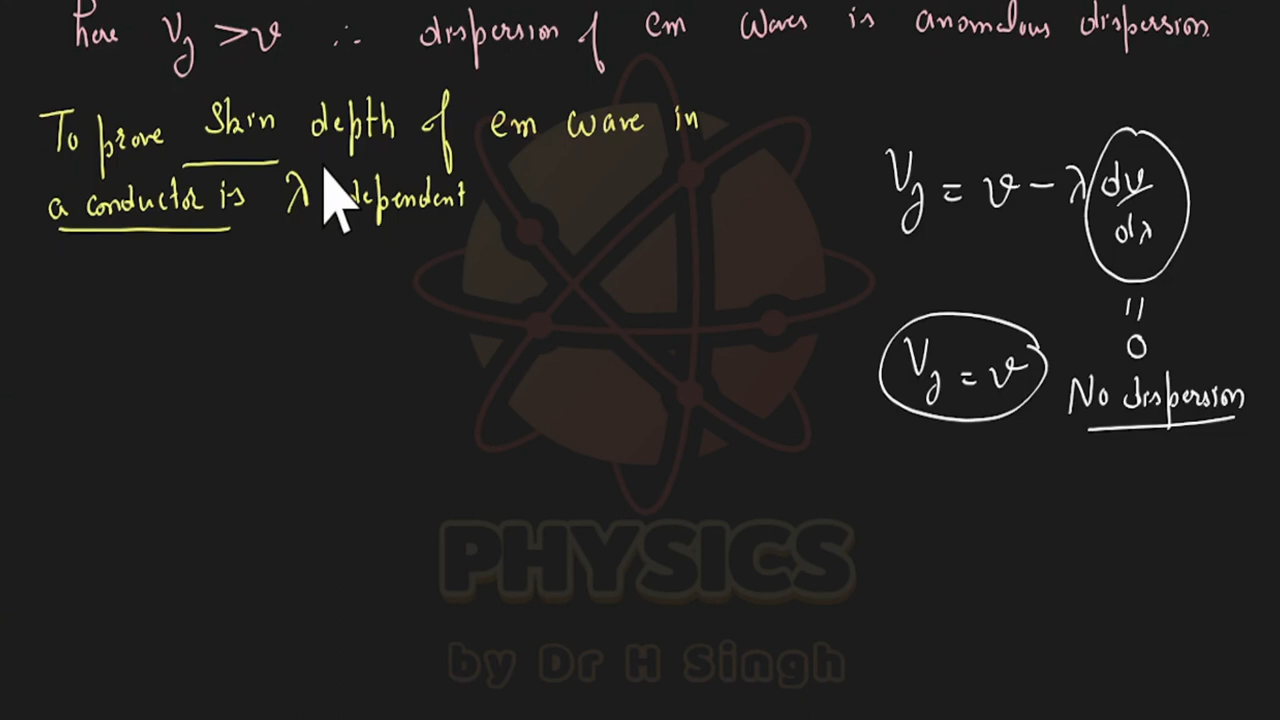 here Vg > v ∴ dispersion of em waves is anomalous dispersion.
To prove Skin depth of em wave in
a conductor is λ dependent
Vg = v - λ dv/dλ
=
0
No dispersion
Vg = v
PHYSICS
by Dr H Singh